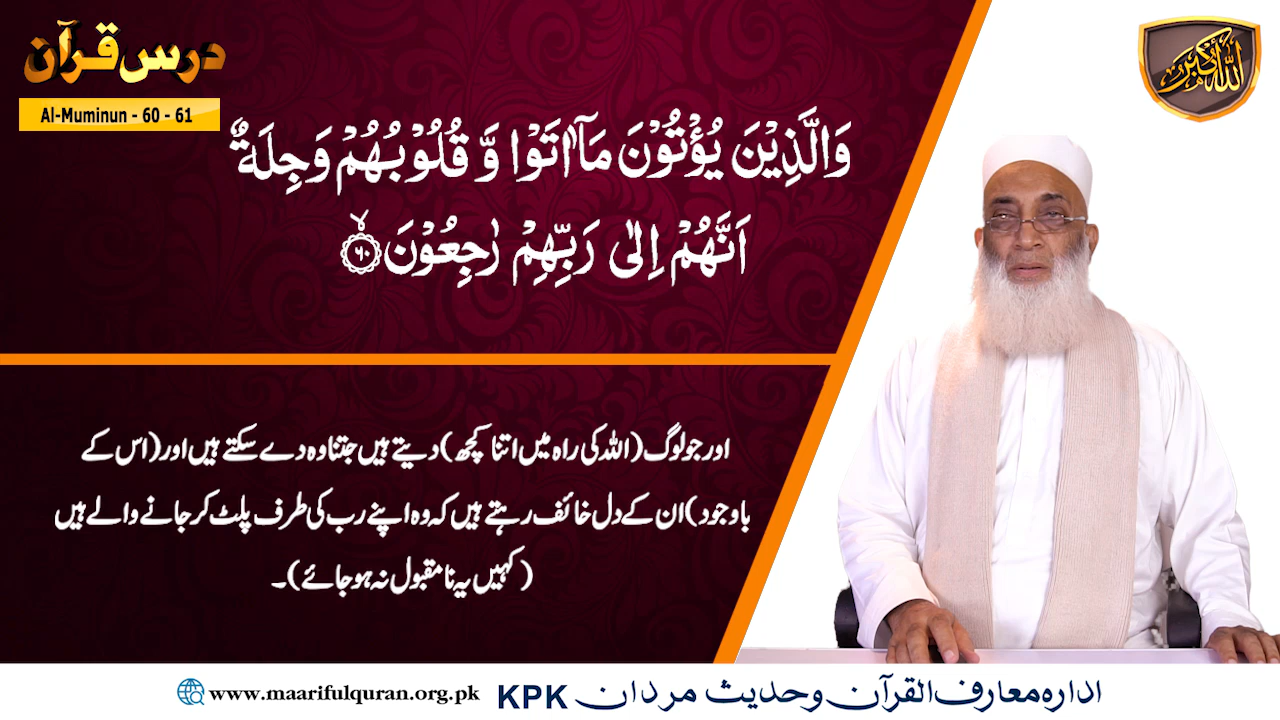 درس قرآن
Al-Muminun - 60 - 61
اللہ اکبر
وَالَّذِيْنَ يُؤْتُوْنَ مَاۤ اٰتَوْا وَّ قُلُوْبُهُمْ وَجِلَةٌ
اَنَّهُمْ اِلٰى رَبِّهِمْ رٰجِعُوْنَ ۙ۝۶۰
اور جو لوگ (اللہ کی راہ میں اتنا کچھ) دیتے ہیں جتنا وہ دے سکتے ہیں اور (اس کے
باوجود) ان کے دل خائف رہتے ہیں کہ وہ اپنے رب کی طرف پلٹ کر جانے والے ہیں
(کہیں یہ نامقبول نہ ہو جائے)۔
ادارہ معارف القرآن وحدیث مردان KPK www.maarifulquran.org.pk